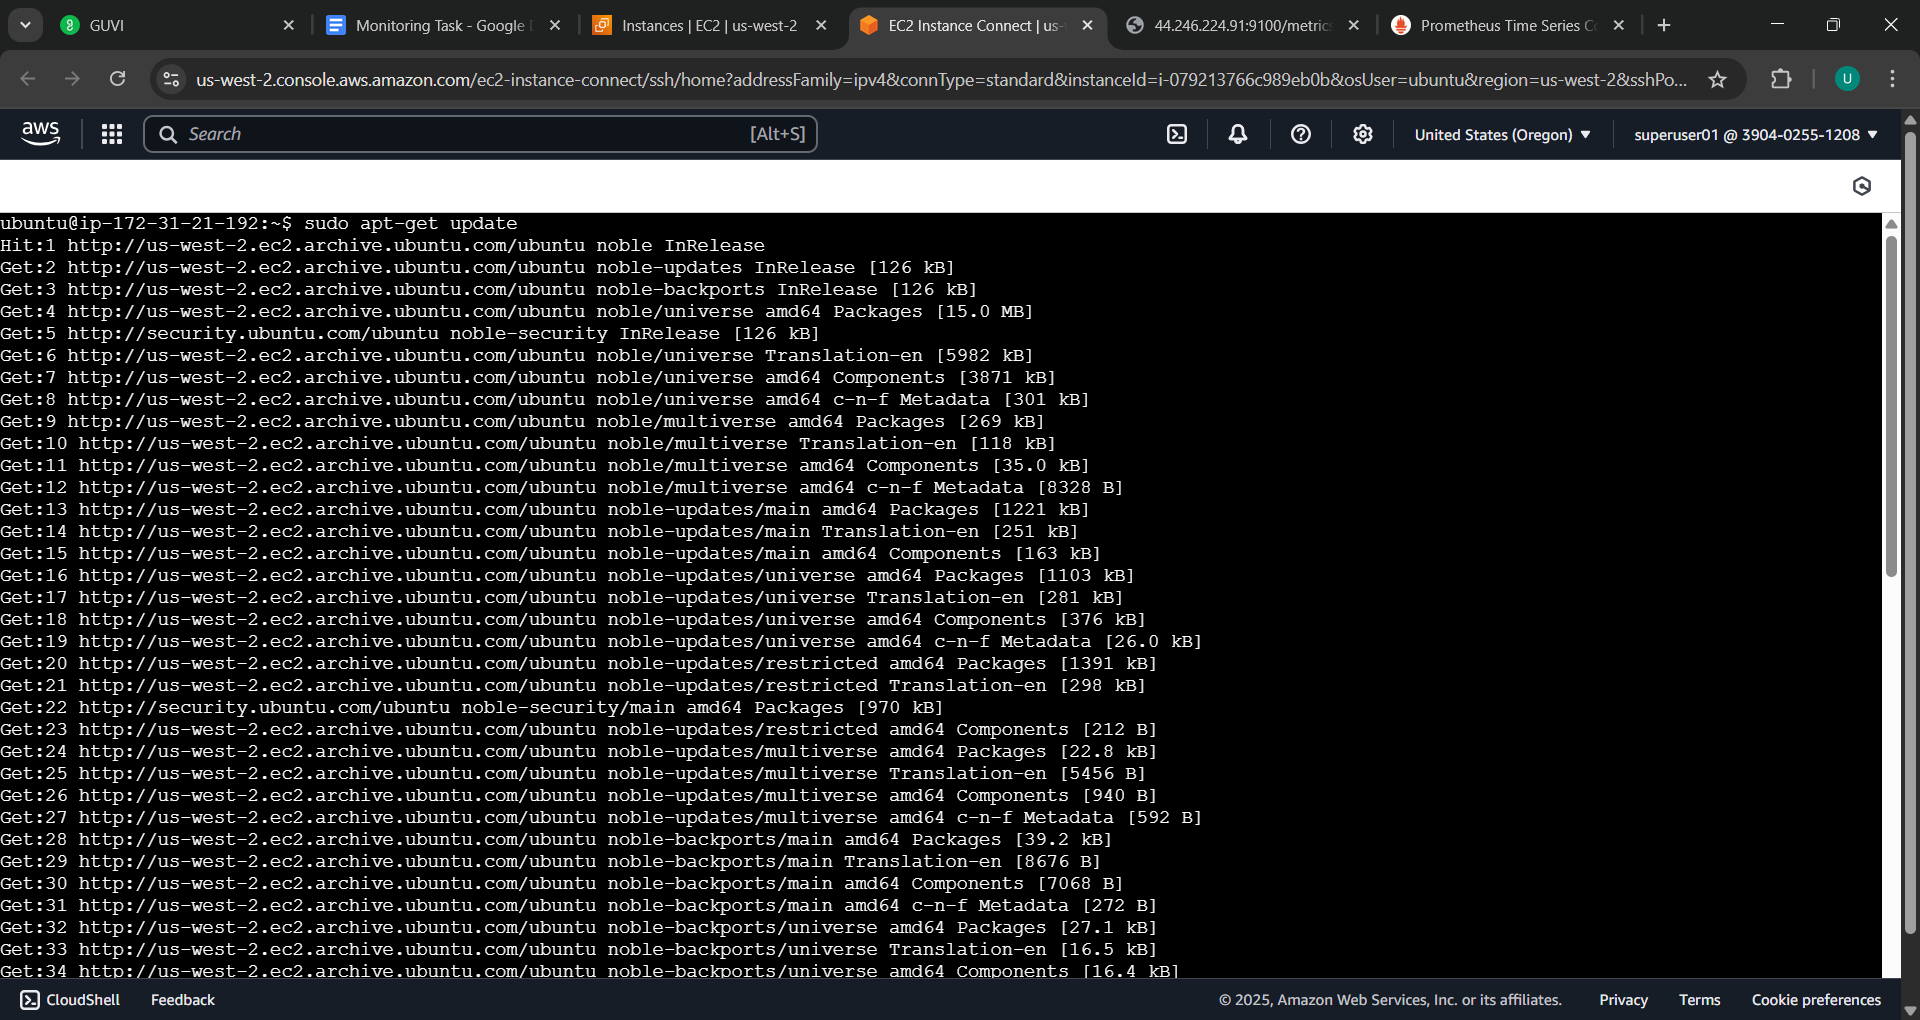 GUVI
Monitoring Task - Google
Instances | EC2 | us-west-2
EC2 Instance Connect | us-
44.246.224.91:9100/metrics
Prometheus Time Series C
us-west-2.console.aws.amazon.com/ec2-instance-connect/ssh/home?addressFamily=ipv4&connType=standard&instanceId=i-079213766c989eb0b&osUser=ubuntu&region=us-west-2&sshPo...
U
aws
Search
[Alt+S]
United States (Oregon)
superuser01 @ 3904-0255-1208
ubuntu@ip-172-31-21-192:~$ sudo apt-get update
Hit:1 http://us-west-2.ec2.archive.ubuntu.com/ubuntu noble InRelease
Get:2 http://us-west-2.ec2.archive.ubuntu.com/ubuntu noble-updates InRelease [126 kB]
Get:3 http://us-west-2.ec2.archive.ubuntu.com/ubuntu noble-backports InRelease [126 kB]
Get:4 http://us-west-2.ec2.archive.ubuntu.com/ubuntu noble/universe amd64 Packages [15.0 MB]
Get:5 http://security.ubuntu.com/ubuntu noble-security InRelease [126 kB]
Get:6 http://us-west-2.ec2.archive.ubuntu.com/ubuntu noble/universe Translation-en [5982 kB]
Get:7 http://us-west-2.ec2.archive.ubuntu.com/ubuntu noble/universe amd64 Components [3871 kB]
Get:8 http://us-west-2.ec2.archive.ubuntu.com/ubuntu noble/universe amd64 c-n-f Metadata [301 kB]
Get:9 http://us-west-2.ec2.archive.ubuntu.com/ubuntu noble/multiverse amd64 Packages [269 kB]
Get:10 http://us-west-2.ec2.archive.ubuntu.com/ubuntu noble/multiverse Translation-en [118 kB]
Get:11 http://us-west-2.ec2.archive.ubuntu.com/ubuntu noble/multiverse amd64 Components [35.0 kB]
Get:12 http://us-west-2.ec2.archive.ubuntu.com/ubuntu noble/multiverse amd64 c-n-f Metadata [8328 B]
Get:13 http://us-west-2.ec2.archive.ubuntu.com/ubuntu noble-updates/main amd64 Packages [1221 kB]
Get:14 http://us-west-2.ec2.archive.ubuntu.com/ubuntu noble-updates/main Translation-en [251 kB]
Get:15 http://us-west-2.ec2.archive.ubuntu.com/ubuntu noble-updates/main amd64 Components [163 kB]
Get:16 http://us-west-2.ec2.archive.ubuntu.com/ubuntu noble-updates/universe amd64 Packages [1103 kB]
Get:17 http://us-west-2.ec2.archive.ubuntu.com/ubuntu noble-updates/universe Translation-en [281 kB]
Get:18 http://us-west-2.ec2.archive.ubuntu.com/ubuntu noble-updates/universe amd64 Components [376 kB]
Get:19 http://us-west-2.ec2.archive.ubuntu.com/ubuntu noble-updates/universe amd64 c-n-f Metadata [26.0 kB]
Get:20 http://us-west-2.ec2.archive.ubuntu.com/ubuntu noble-updates/restricted amd64 Packages [1391 kB]
Get:21 http://us-west-2.ec2.archive.ubuntu.com/ubuntu noble-updates/restricted Translation-en [298 kB]
Get:22 http://security.ubuntu.com/ubuntu noble-security/main amd64 Packages [970 kB]
Get:23 http://us-west-2.ec2.archive.ubuntu.com/ubuntu noble-updates/restricted amd64 Components [212 B]
Get:24 http://us-west-2.ec2.archive.ubuntu.com/ubuntu noble-updates/multiverse amd64 Packages [22.8 kB]
Get:25 http://us-west-2.ec2.archive.ubuntu.com/ubuntu noble-updates/multiverse Translation-en [5456 B]
Get:26 http://us-west-2.ec2.archive.ubuntu.com/ubuntu noble-updates/multiverse amd64 Components [940 B]
Get:27 http://us-west-2.ec2.archive.ubuntu.com/ubuntu noble-updates/multiverse amd64 c-n-f Metadata [592 B]
Get:28 http://us-west-2.ec2.archive.ubuntu.com/ubuntu noble-backports/main amd64 Packages [39.2 kB]
Get:29 http://us-west-2.ec2.archive.ubuntu.com/ubuntu noble-backports/main Translation-en [8676 B]
Get:30 http://us-west-2.ec2.archive.ubuntu.com/ubuntu noble-backports/main amd64 Components [7068 B]
Get:31 http://us-west-2.ec2.archive.ubuntu.com/ubuntu noble-backports/main amd64 c-n-f Metadata [272 B]
Get:32 http://us-west-2.ec2.archive.ubuntu.com/ubuntu noble-backports/universe amd64 Packages [27.1 kB]
Get:33 http://us-west-2.ec2.archive.ubuntu.com/ubuntu noble-backports/universe Translation-en [16.5 kB]
Get:34 http://us-west-2.ec2.archive.ubuntu.com/ubuntu noble-backports/universe amd64 Components [16.4 kB]
CloudShell
Feedback
© 2025, Amazon Web Services, Inc. or its affiliates.
Privacy
Terms
Cookie preferences